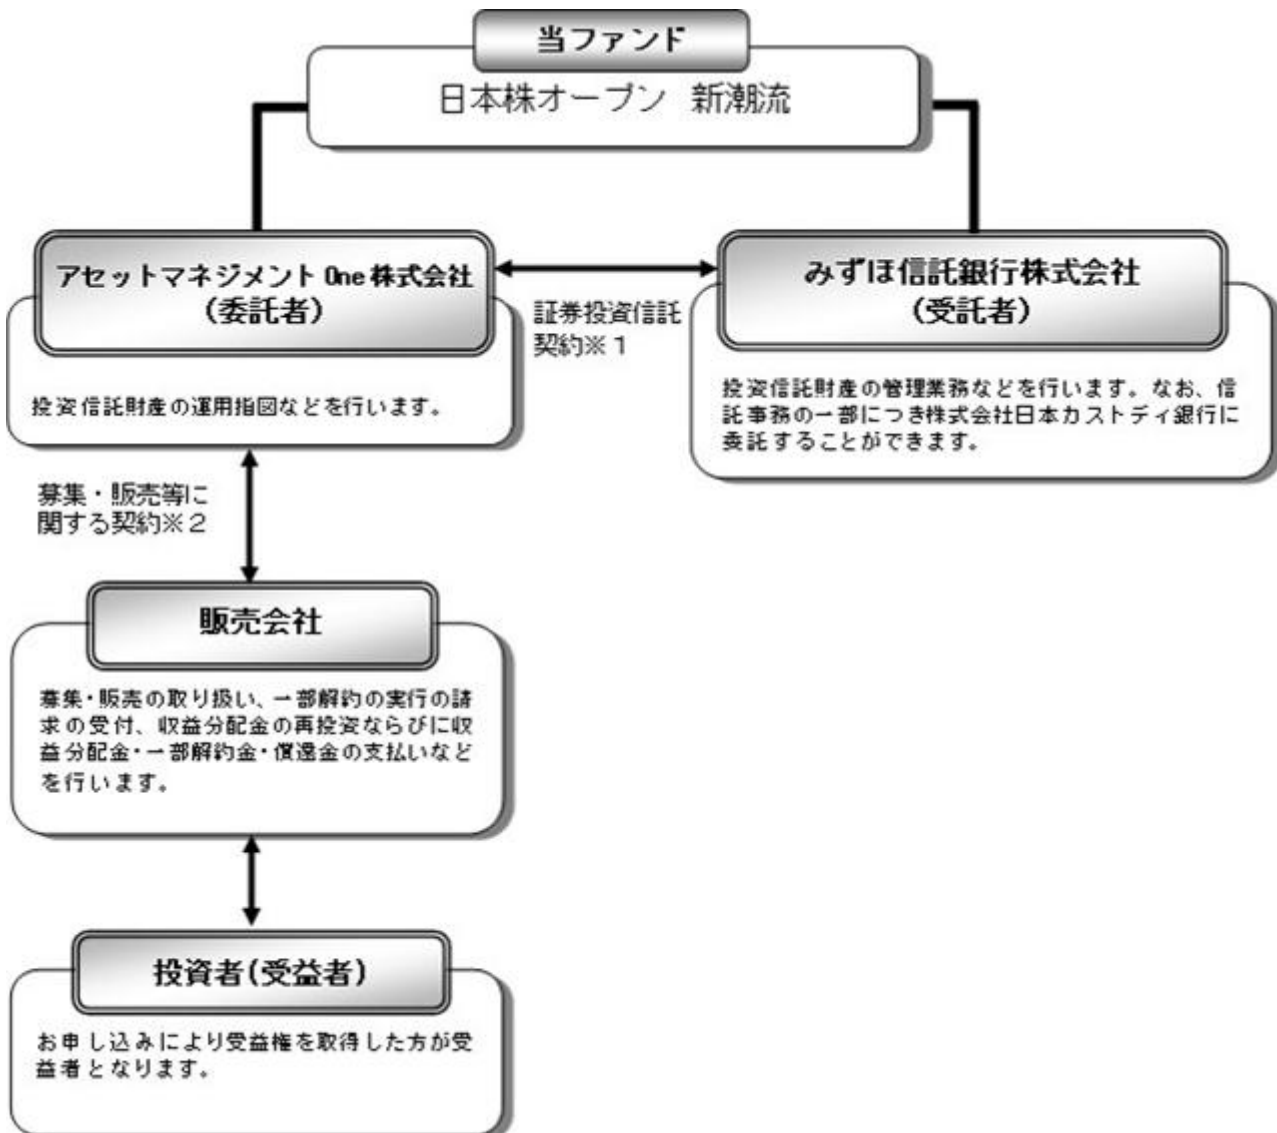 当ファンド
日本株オープン 新潮流
アセットマネジメントOne株式会社
(委託者)
投資信託財産の運用指図などを行います。
証券投資信託
契約※1
みずほ信託銀行株式会社
(受託者)
投資信託財産の管理業務などを行います。なお、信
託事務の一部につき株式会社日本カストディ銀行に
委託することができます。
募集・販売等に
関する契約※2
販売会社
募集・販売の取り扱い、一部解約の実行の請
求の受付、収益分配金の再投資ならびに収
益分配金・一部解約金・償還金の支払いなど
を行います。
投資者(受益者)
お申し込みにより受益権を取得した方が受
益者となります。